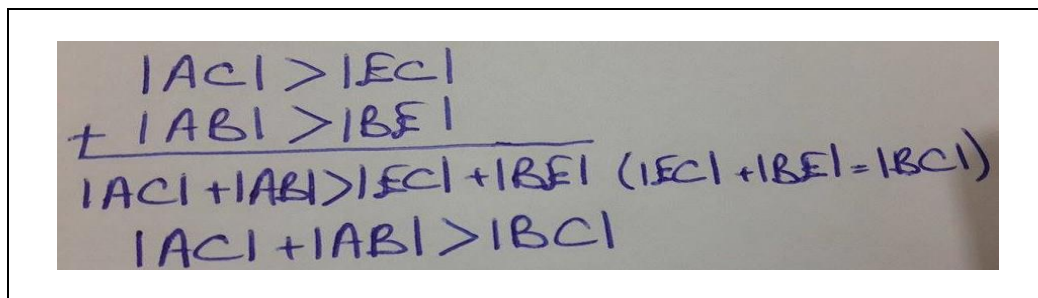 |AC| > |EC|
+ |AB| > |BE|
|AC| + |AB| > |EC| + |BE| (|EC| + |BE| = |BC|)
|AC| + |AB| > |BC|